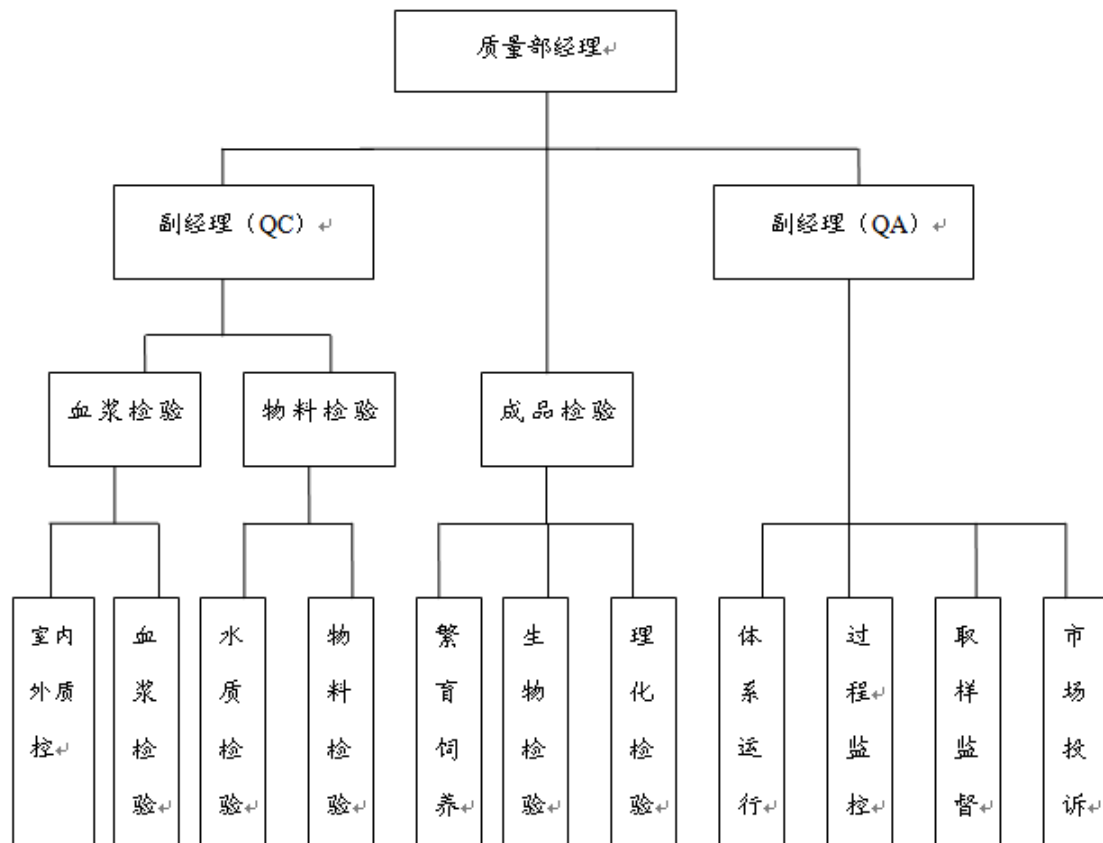 质量部经理
副经理（QC）
副经理（QA）
血浆检验
物料检验
成品检验
室内
外质
控
血浆检验
水质检验
物料检验
繁育饲养
生物检验
理化检验
体系运行
过程监控
取样监督
市场投诉